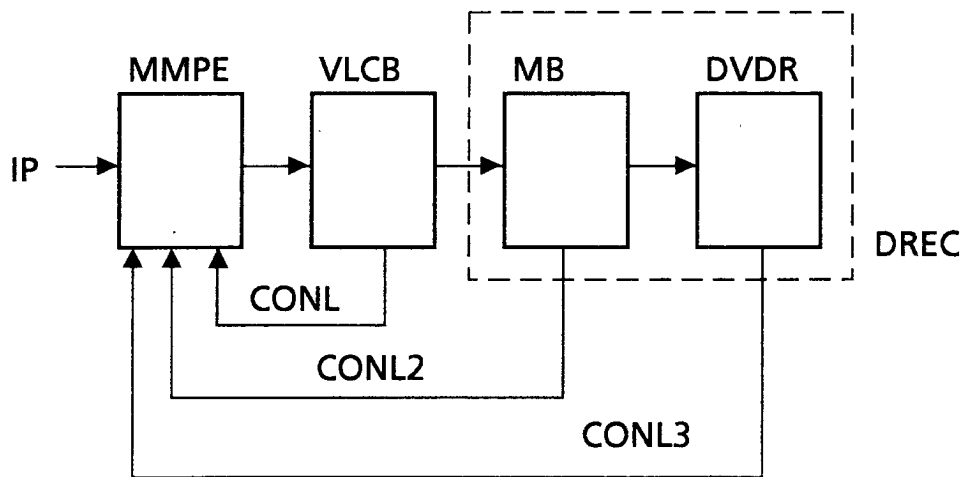 MMPE
VLCB
MB
DVDR
IP
DREC
CONL
CONL2
CONL3